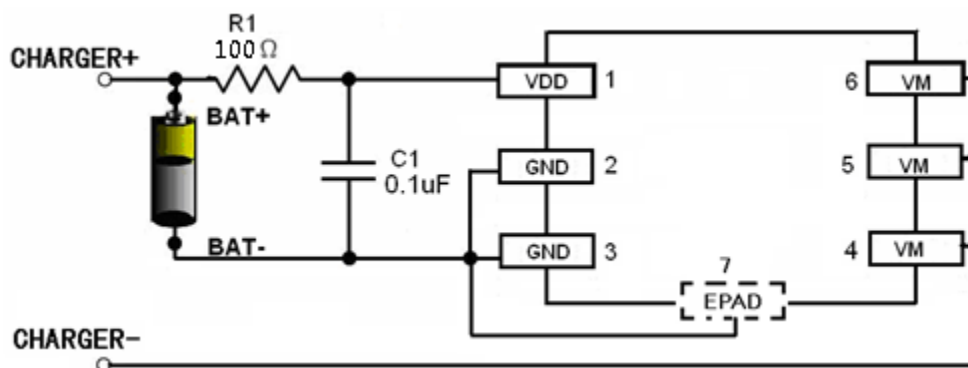 R1
100Ω
CHARGER+
VDD
1
6
VM
BAT+
C1
0.1uF
GND
2
5
VM
BAT-
GND
3
4
VM
7
EPAD
CHARGER-